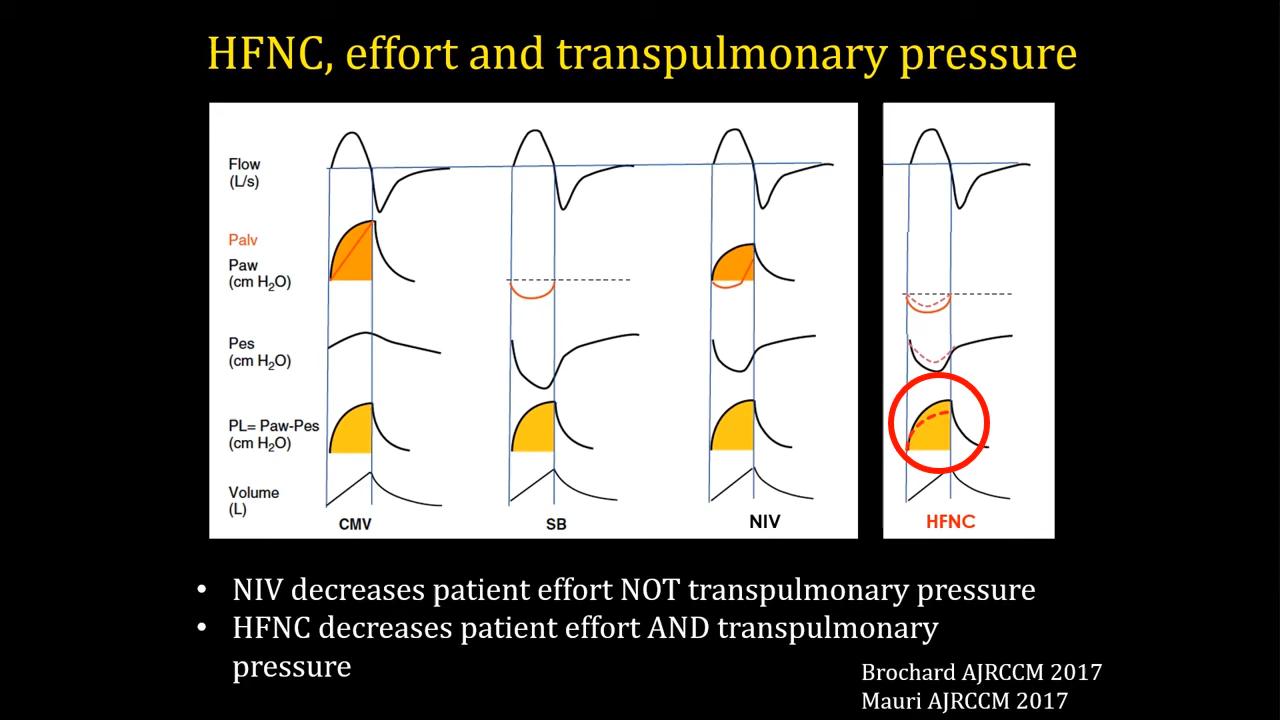 HFNC, effort and transpulmonary pressure
Flow
(L/s)
Palv
Paw
(cm H2O)
Pes
(cm H2O)
PL= Paw-Pes
(cm H2O)
Volume
(L)
CMV
SB
NIV
HFNC
• NIV decreases patient effort NOT transpulmonary pressure
• HFNC decreases patient effort AND transpulmonary
pressure
Brochard AJRCCM 2017
Mauri AJRCCM 2017